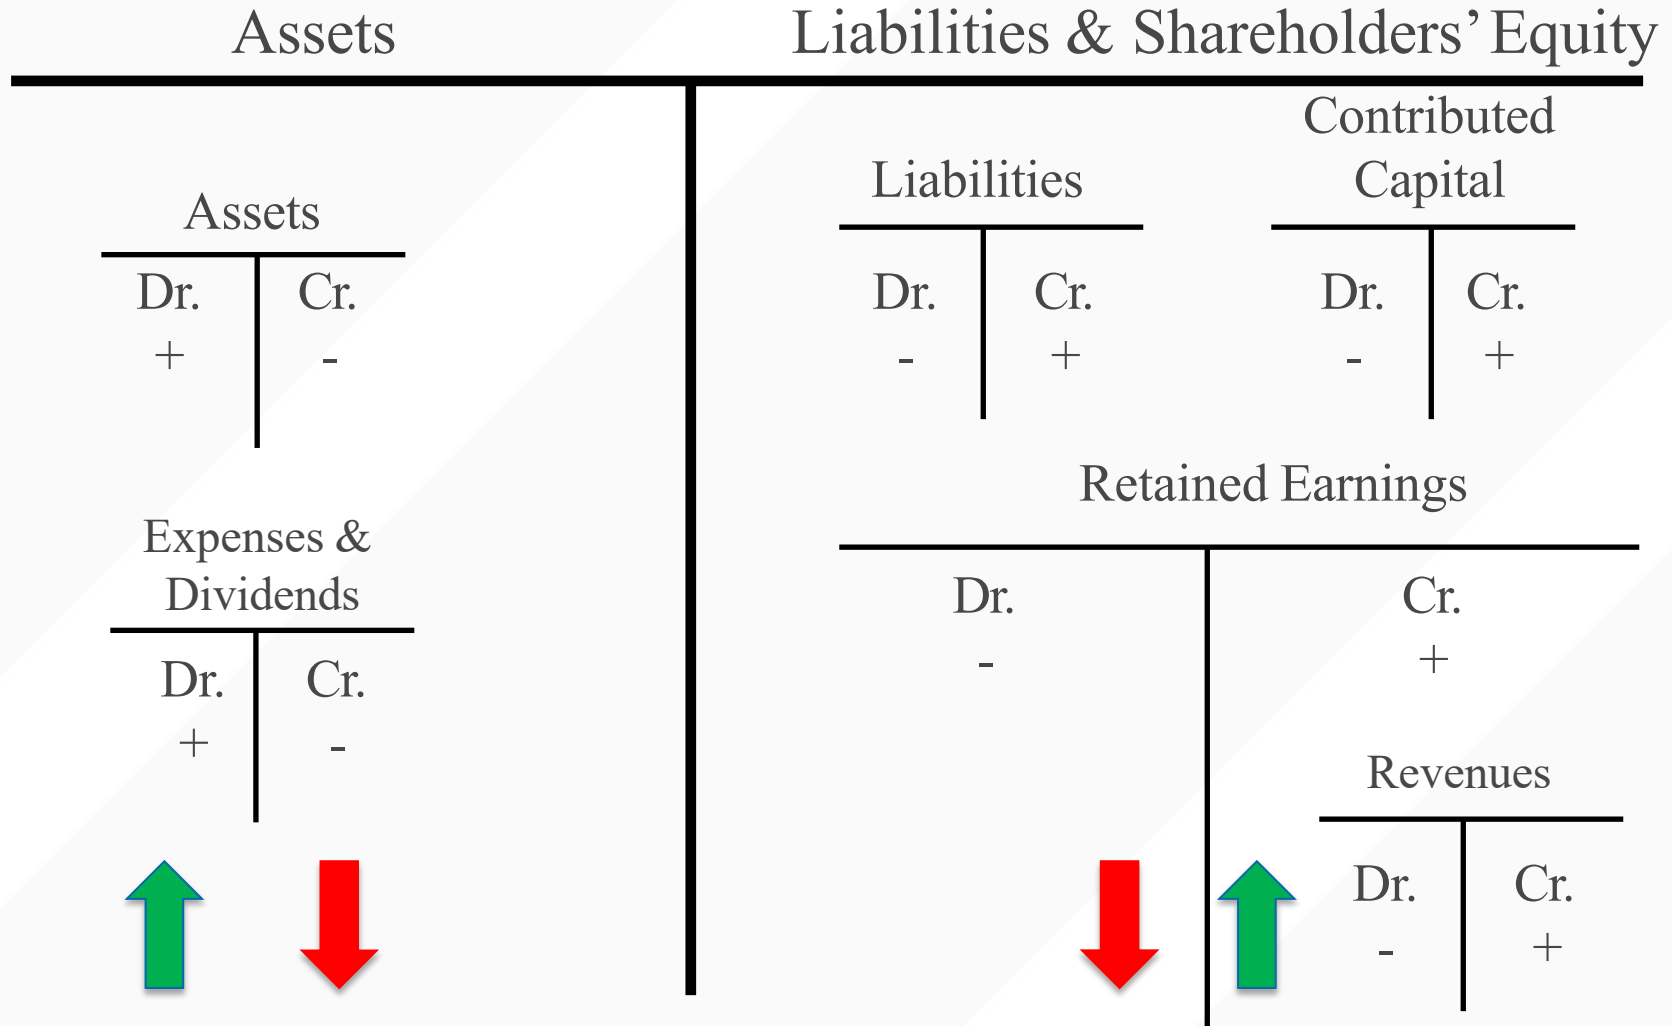 Assets
Liabilities & Shareholders’ Equity
Assets
Dr. Cr.
+ -
Expenses &
Dividends
Dr. Cr.
+ -
Liabilities
Dr. Cr.
- +
Contributed
Capital
Dr. Cr.
- +
Retained Earnings
Dr. Cr.
- +
Revenues
Dr. Cr.
- +